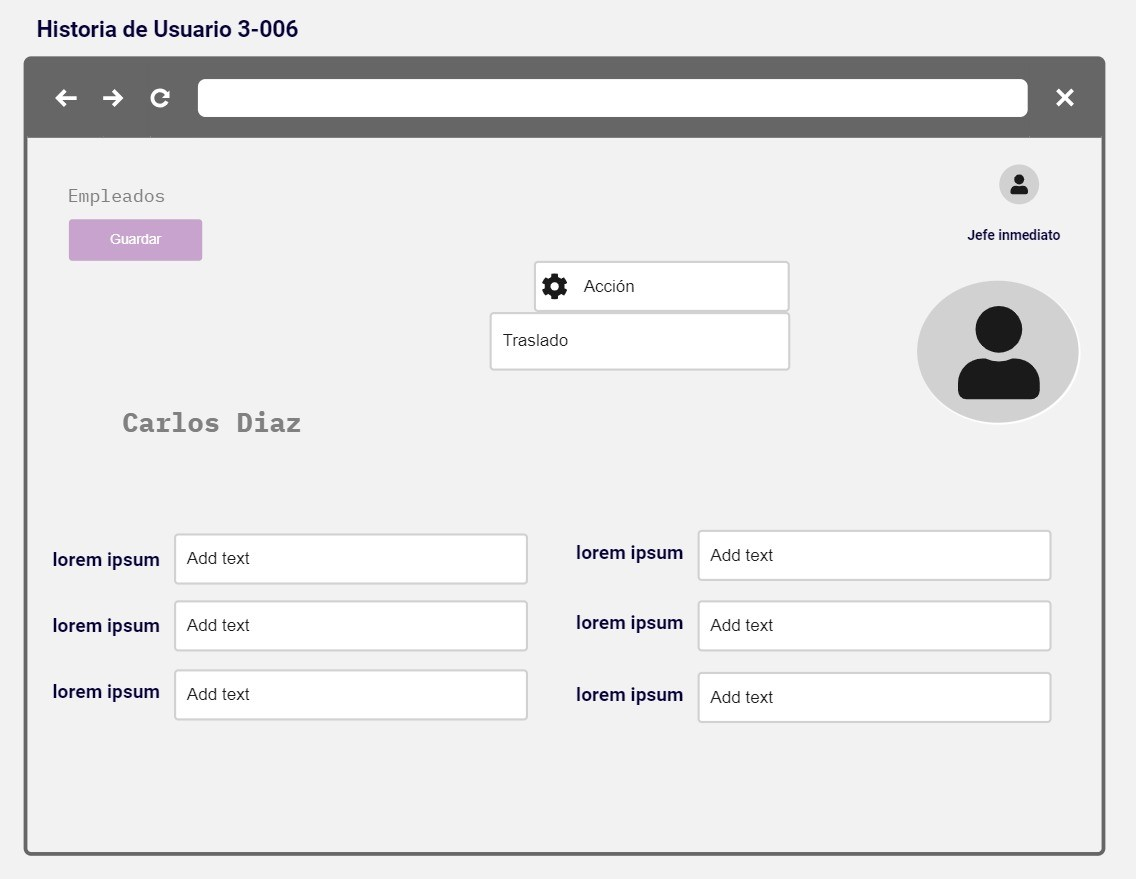 Historia de Usuario 3-006
Empleados
Guardar
Jefe inmediato
Acción
Traslado
Carlos Diaz
lorem ipsum Add text
lorem ipsum Add text
lorem ipsum Add text
lorem ipsum Add text
lorem ipsum Add text
lorem ipsum Add text